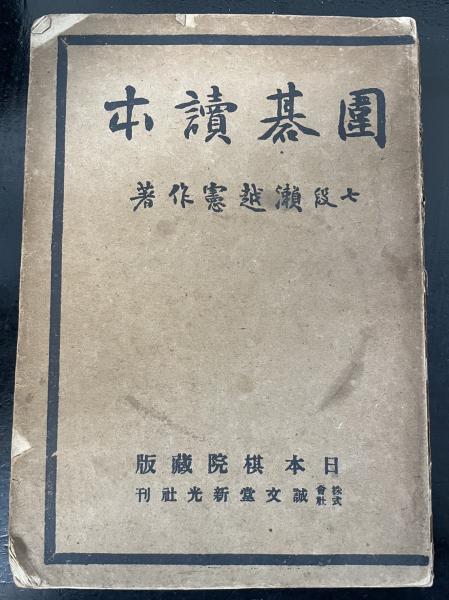 圍碁讀本
七段瀨越憲作著
日本棋院藏版
株式會社誠文堂新光社刊